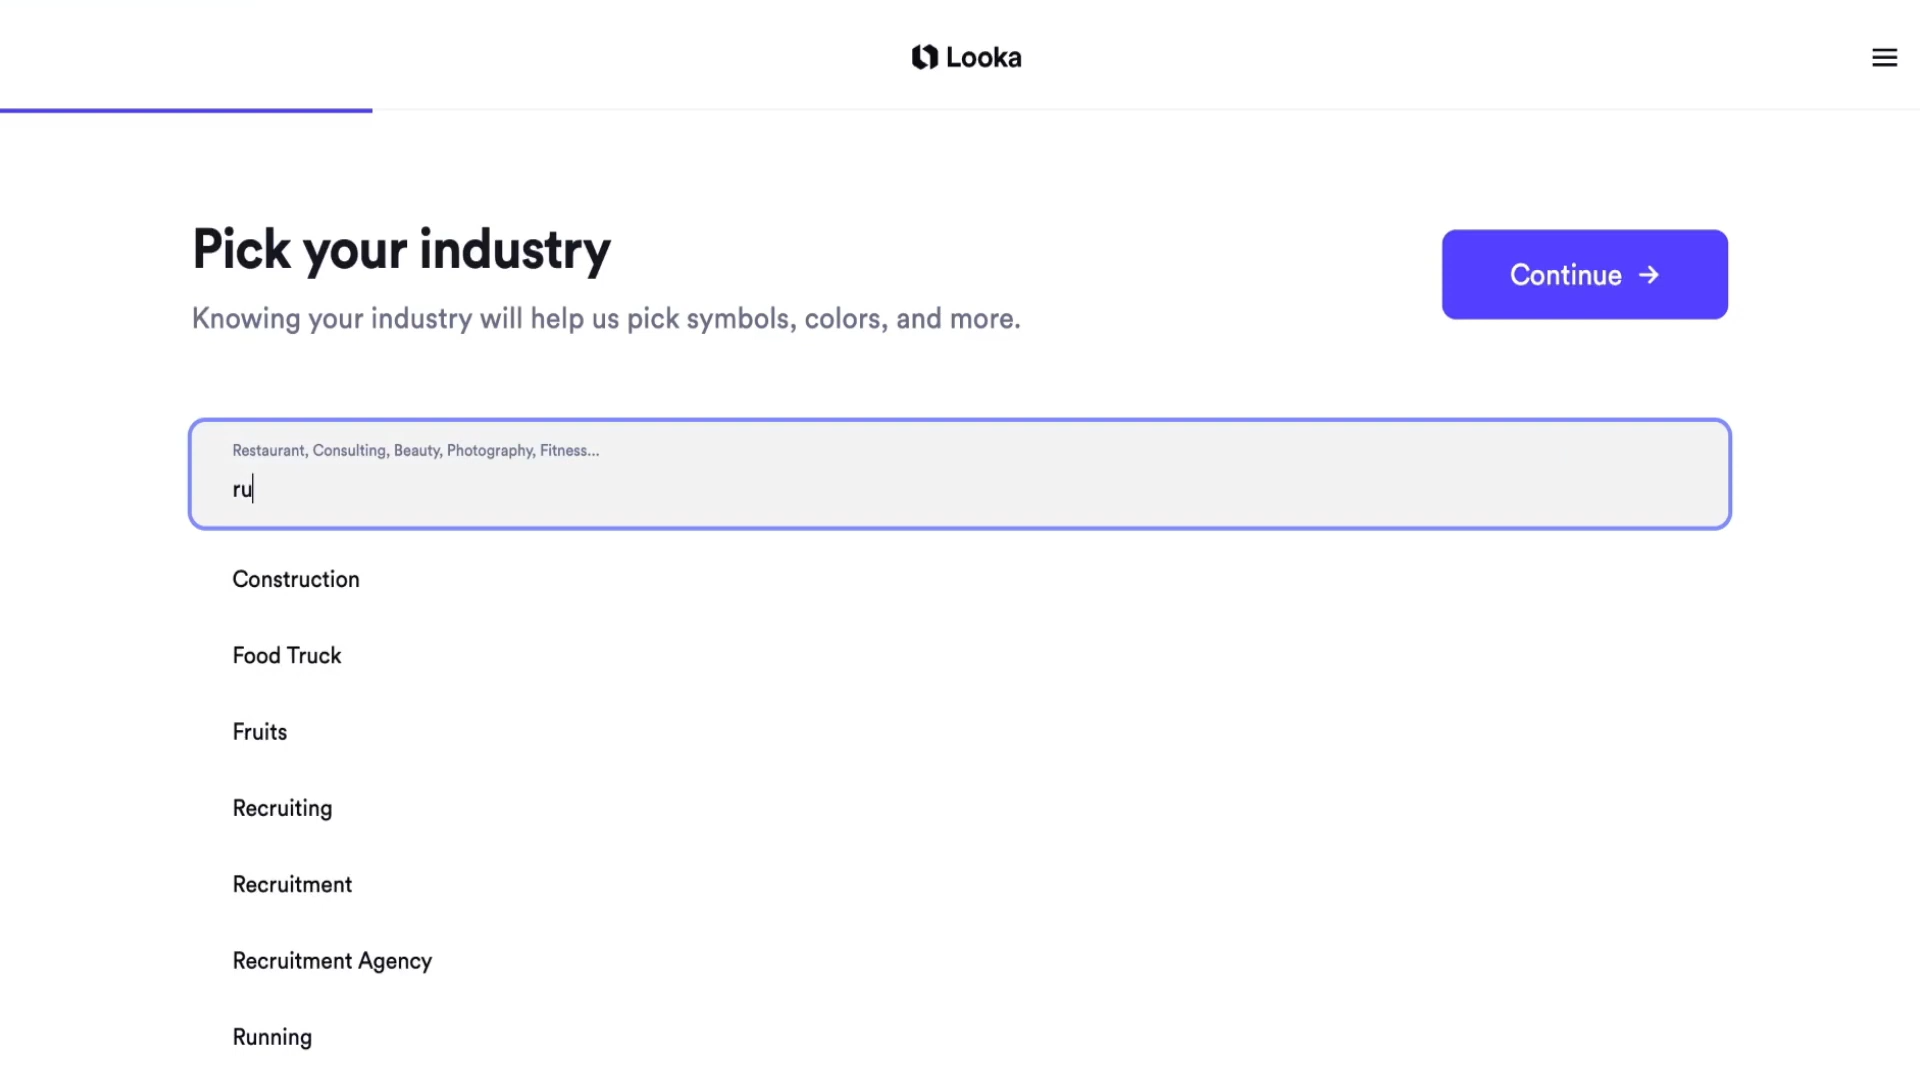 Looka
Pick your industry
Continue →
Knowing your industry will help us pick symbols, colors, and more.
Restaurant, Consulting, Beauty, Photography, Fitness...
ru
Construction
Food Truck
Fruits
Recruiting
Recruitment
Recruitment Agency
Running